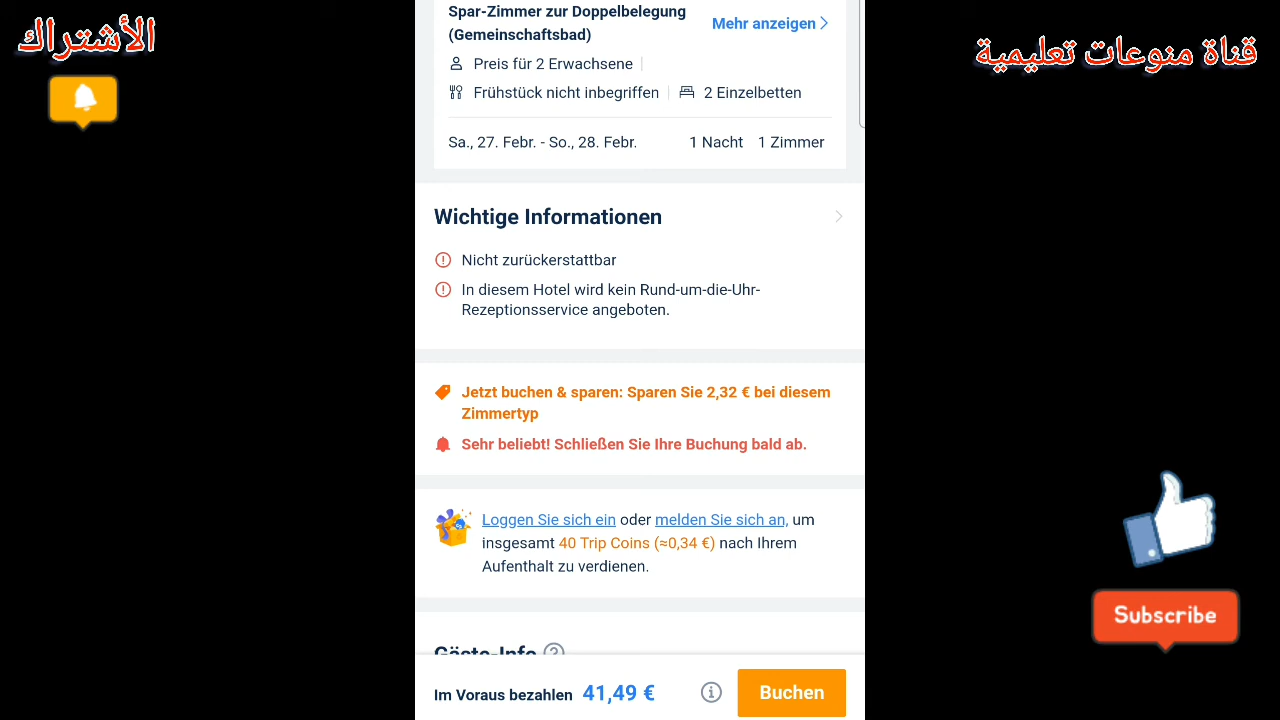 الأشتراك
قناة منوعات تعليمية
Spar-Zimmer zur Doppelbelegung
(Gemeinschaftsbad)
Mehr anzeigen
Preis für 2 Erwachsene
Frühstück nicht inbegriffen
2 Einzelbetten
Sa., 27. Febr. - So., 28. Febr.
1 Nacht
1 Zimmer
Wichtige Informationen
Nicht zurückerstattbar
In diesem Hotel wird kein Rund-um-die-Uhr-
Rezeptionsservice angeboten.
Jetzt buchen & sparen: Sparen Sie 2,32 € bei diesem
Zimmertyp
Sehr beliebt! Schließen Sie Ihre Buchung bald ab.
Loggen Sie sich ein oder melden Sie sich an, um
insgesamt 40 Trip Coins (≈0,34 €) nach Ihrem
Aufenthalt zu verdienen.
Gäste-Info
Im Voraus bezahlen 41,49 €
Buchen
Subscribe